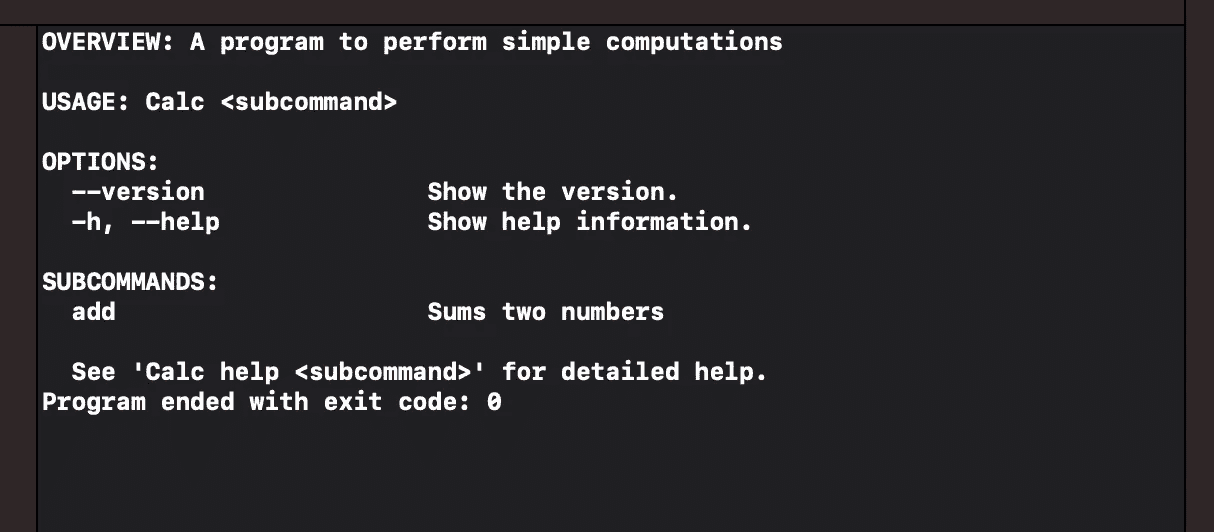 OVERVIEW: A program to perform simple computations
USAGE: Calc <subcommand>
OPTIONS:
--version Show the version.
-h, --help Show help information.
SUBCOMMANDS:
add Sums two numbers
See 'Calc help <subcommand>' for detailed help.
Program ended with exit code: 0